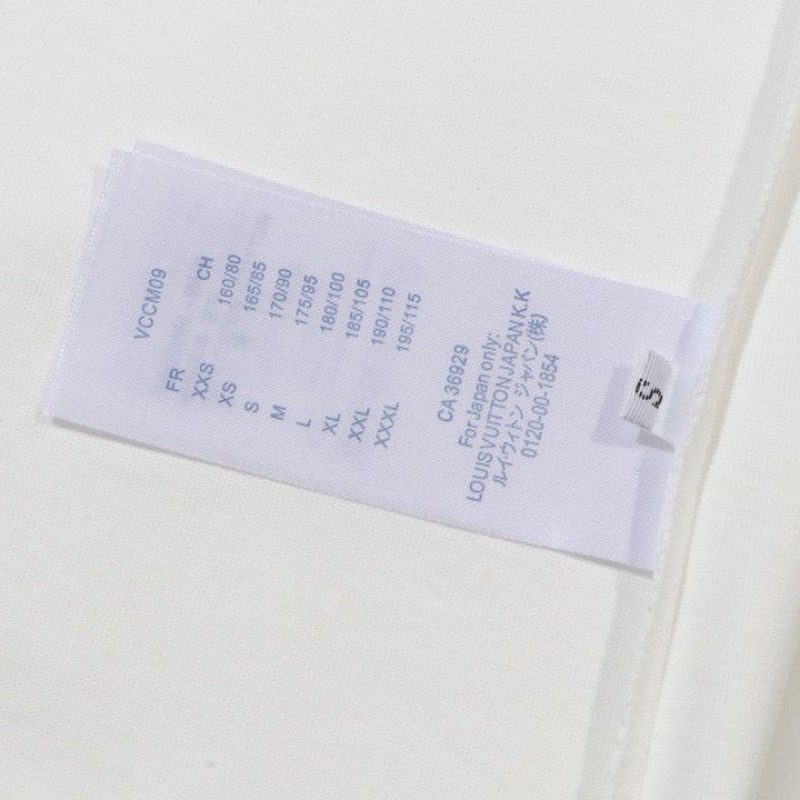 VCCM09
FR CH
XXS 160/80
XS 165/85
S 170/90
M 175/95
L 180/100
XL 185/105
XXL 190/110
XXXL 195/115
CA 36929
For Japan only:
LOUIS VUITTON JAPAN K.K
ルイ・ウィトン ジャパン(株)
0120-00-1854
S